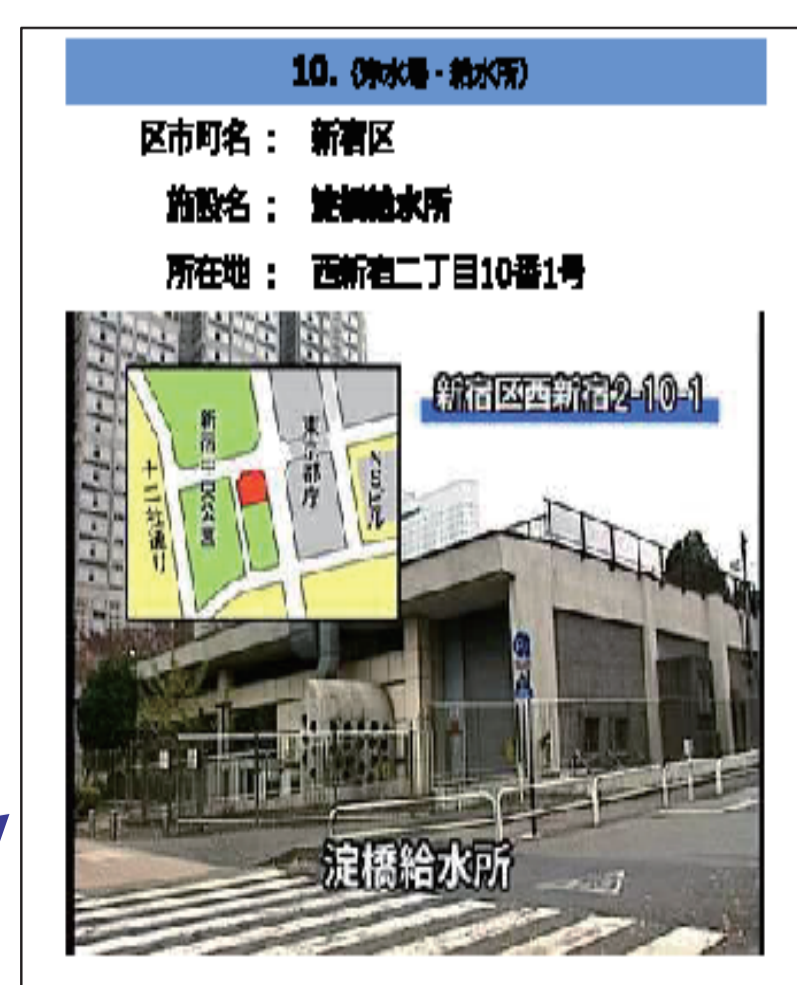 10. (浄水場・給水所)
区市町名 : 新宿区
施設名 : 淀橋給水所
所在地 : 西新宿二丁目10番1号
新宿区西新宿2-10-1
新宿中央公園
東京都庁
NSビル
十二社通り
P
淀橋給水所